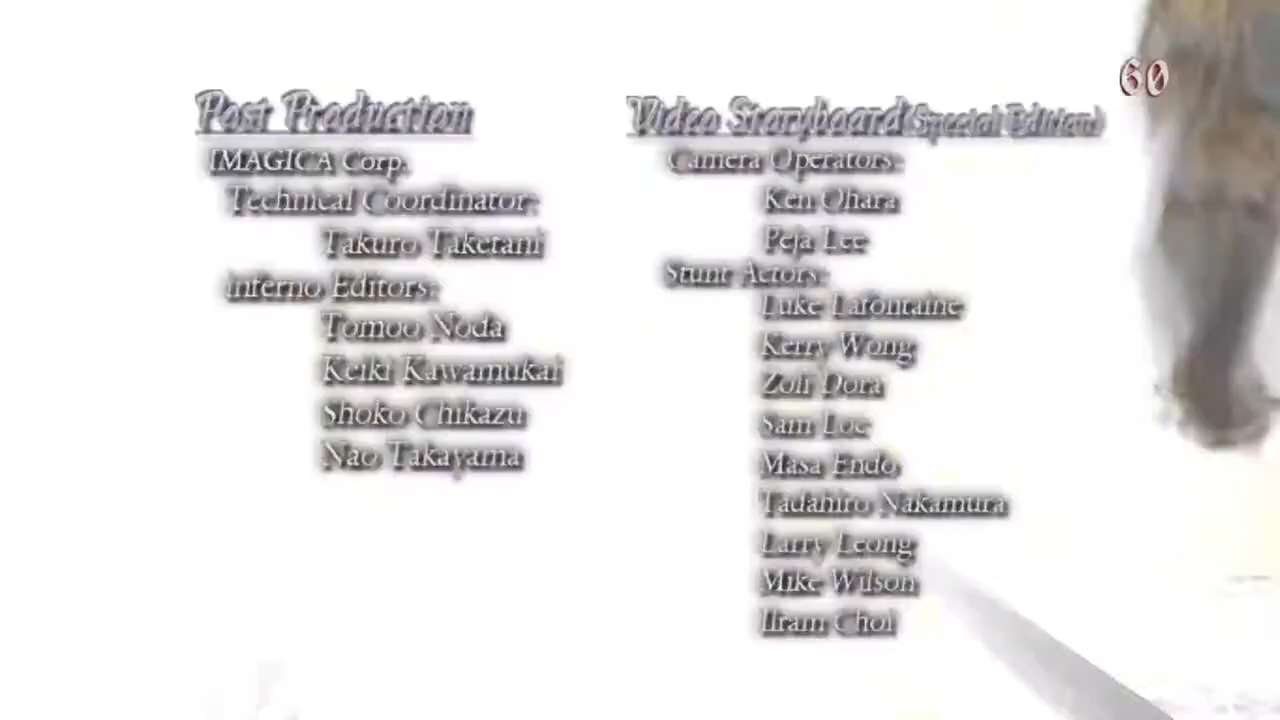 60
Post Production
IMAGICA Corp.
Technical Coordinator:
Takuro Taketani
Inferno Editors:
Tomoo Noda
Keiki Kawamukai
Shoko Chikazu
Nao Takayama
Video Storyboard (Special Edition)
Camera Operators:
Ken Ohara
Peja Lee
Stunt Actors:
Luke Lafontaine
Kerry Wong
Zoli Dora
Sam Loc
Masa Endo
Tadahiro Nakamura
Larry Leong
Mike Wilson
Iiram Choi